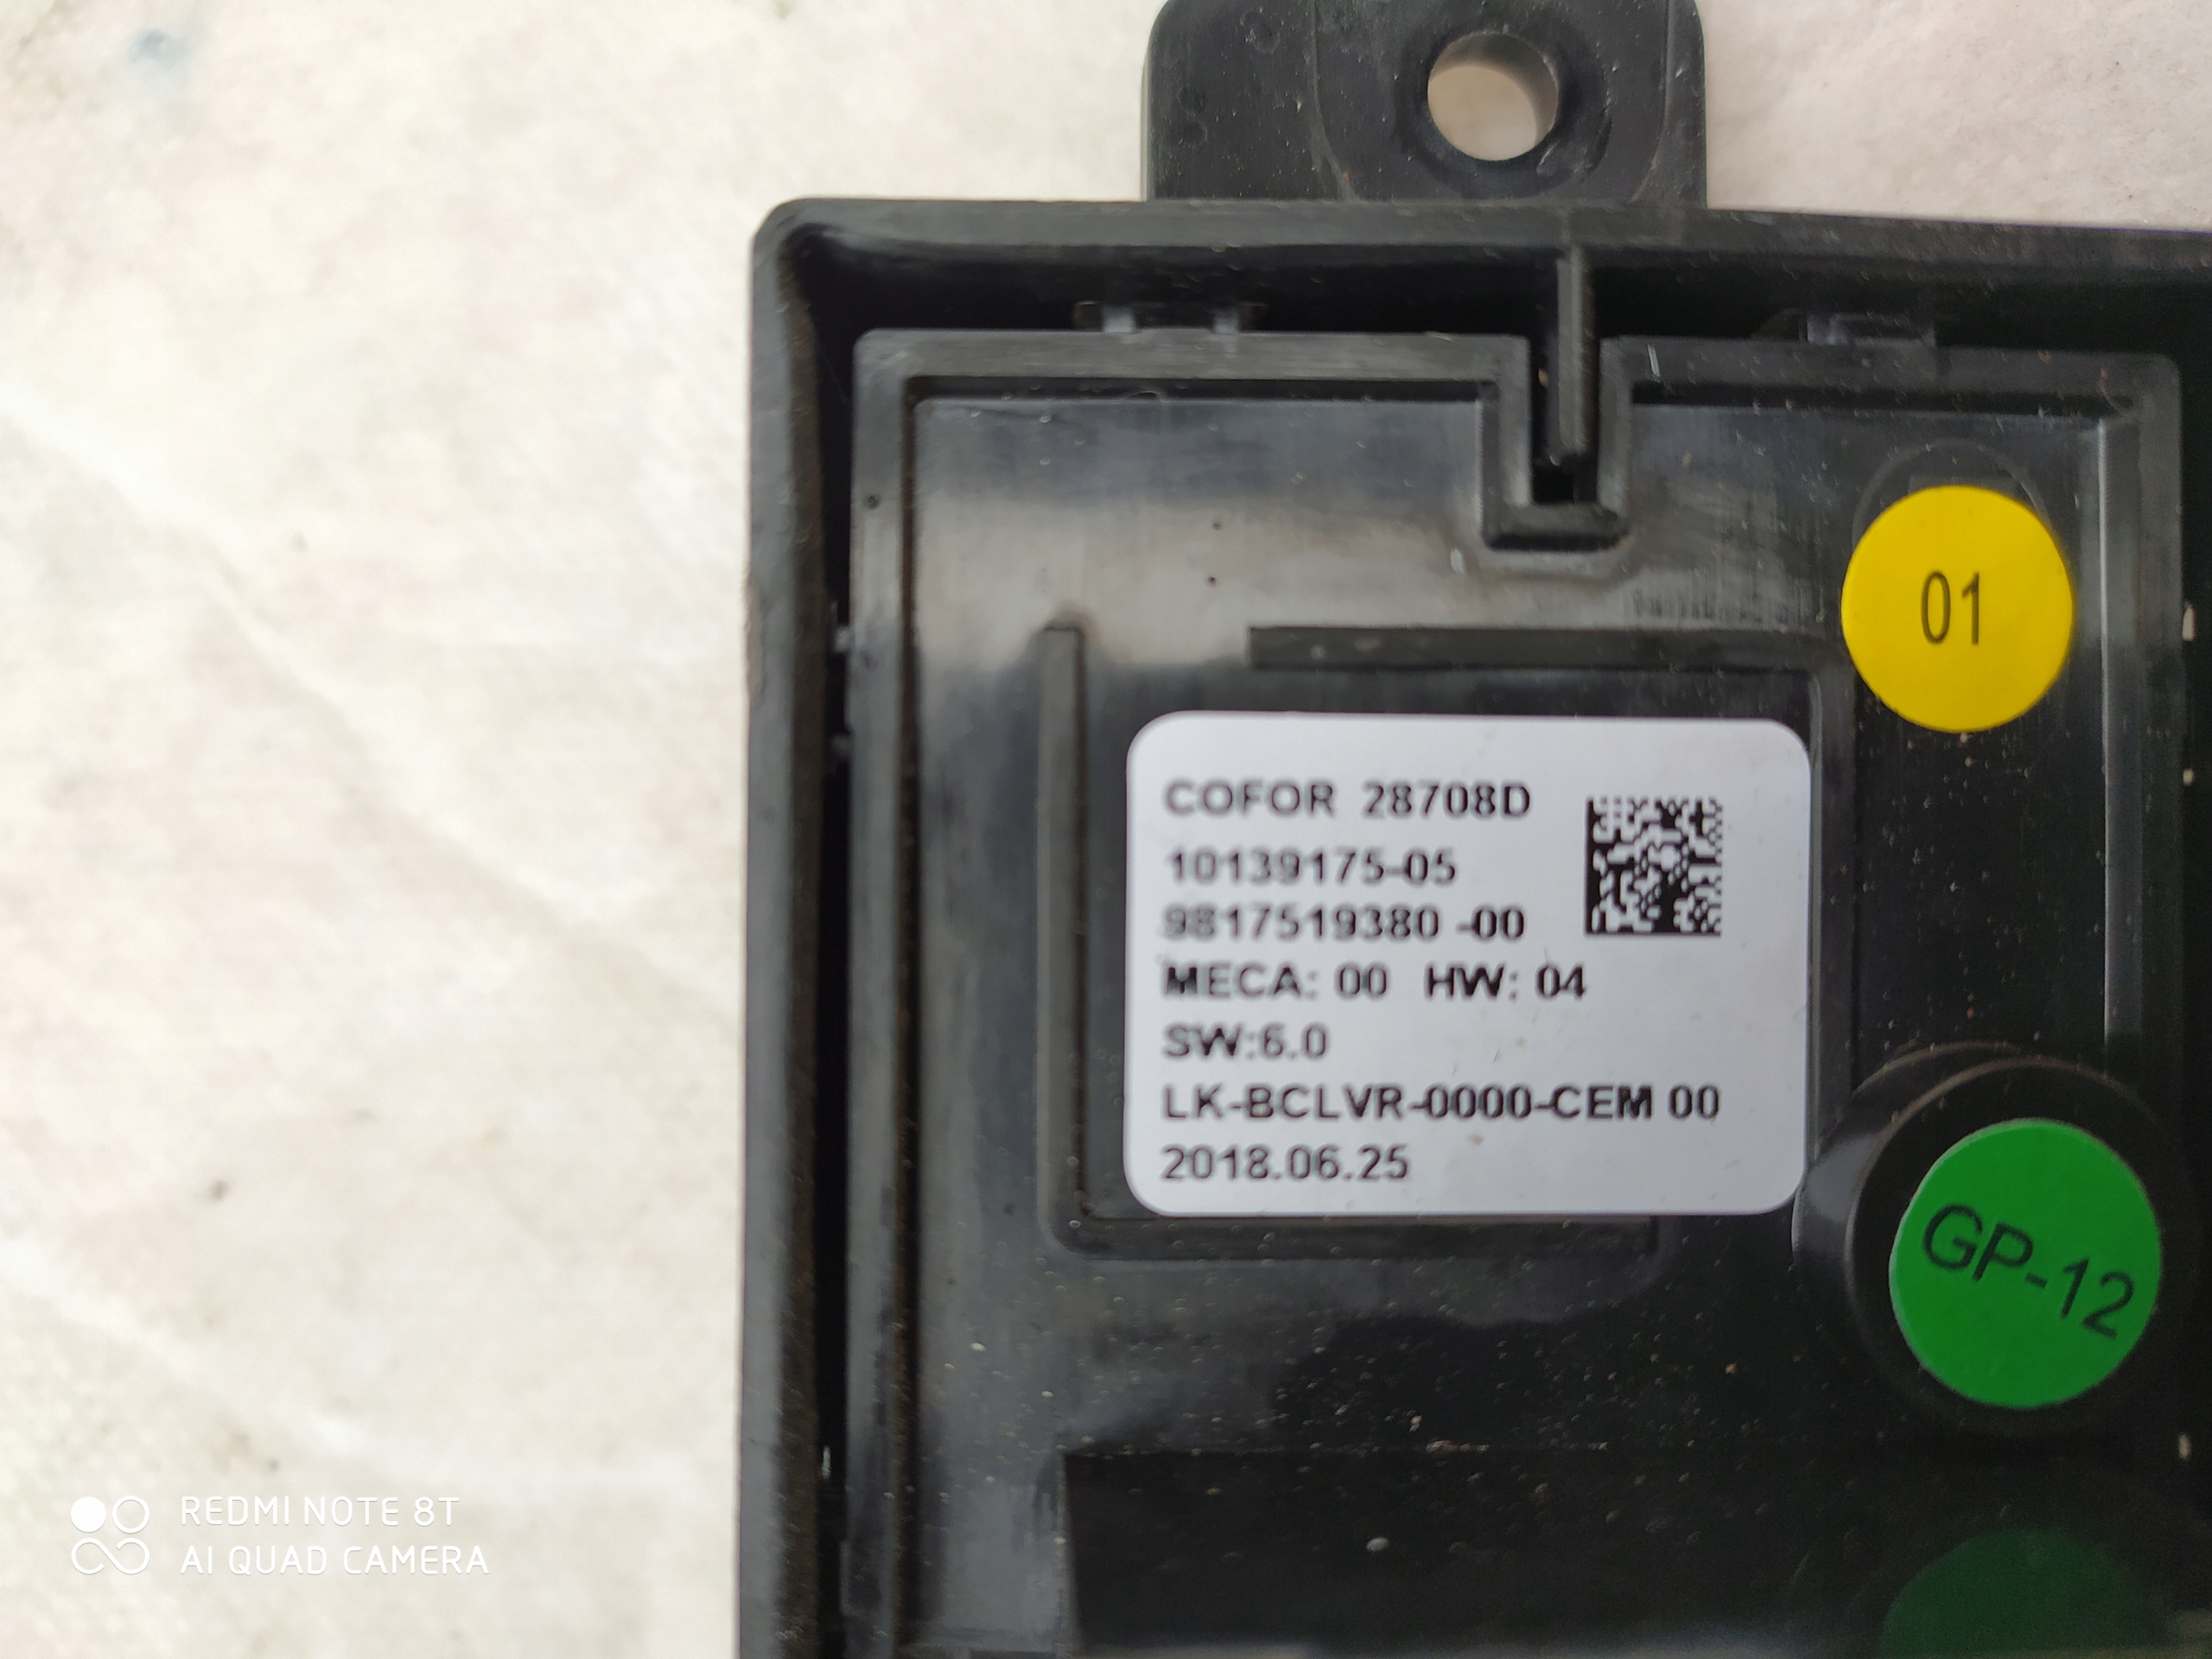 01
COFOR 28708D
10139175-05
9817519380 -00
MECA: 00 HW: 04
SW:6.0
LK-BCLVR-0000-CEM 00
2018.06.25
GP-12
REDMI NOTE 8T
AI QUAD CAMERA